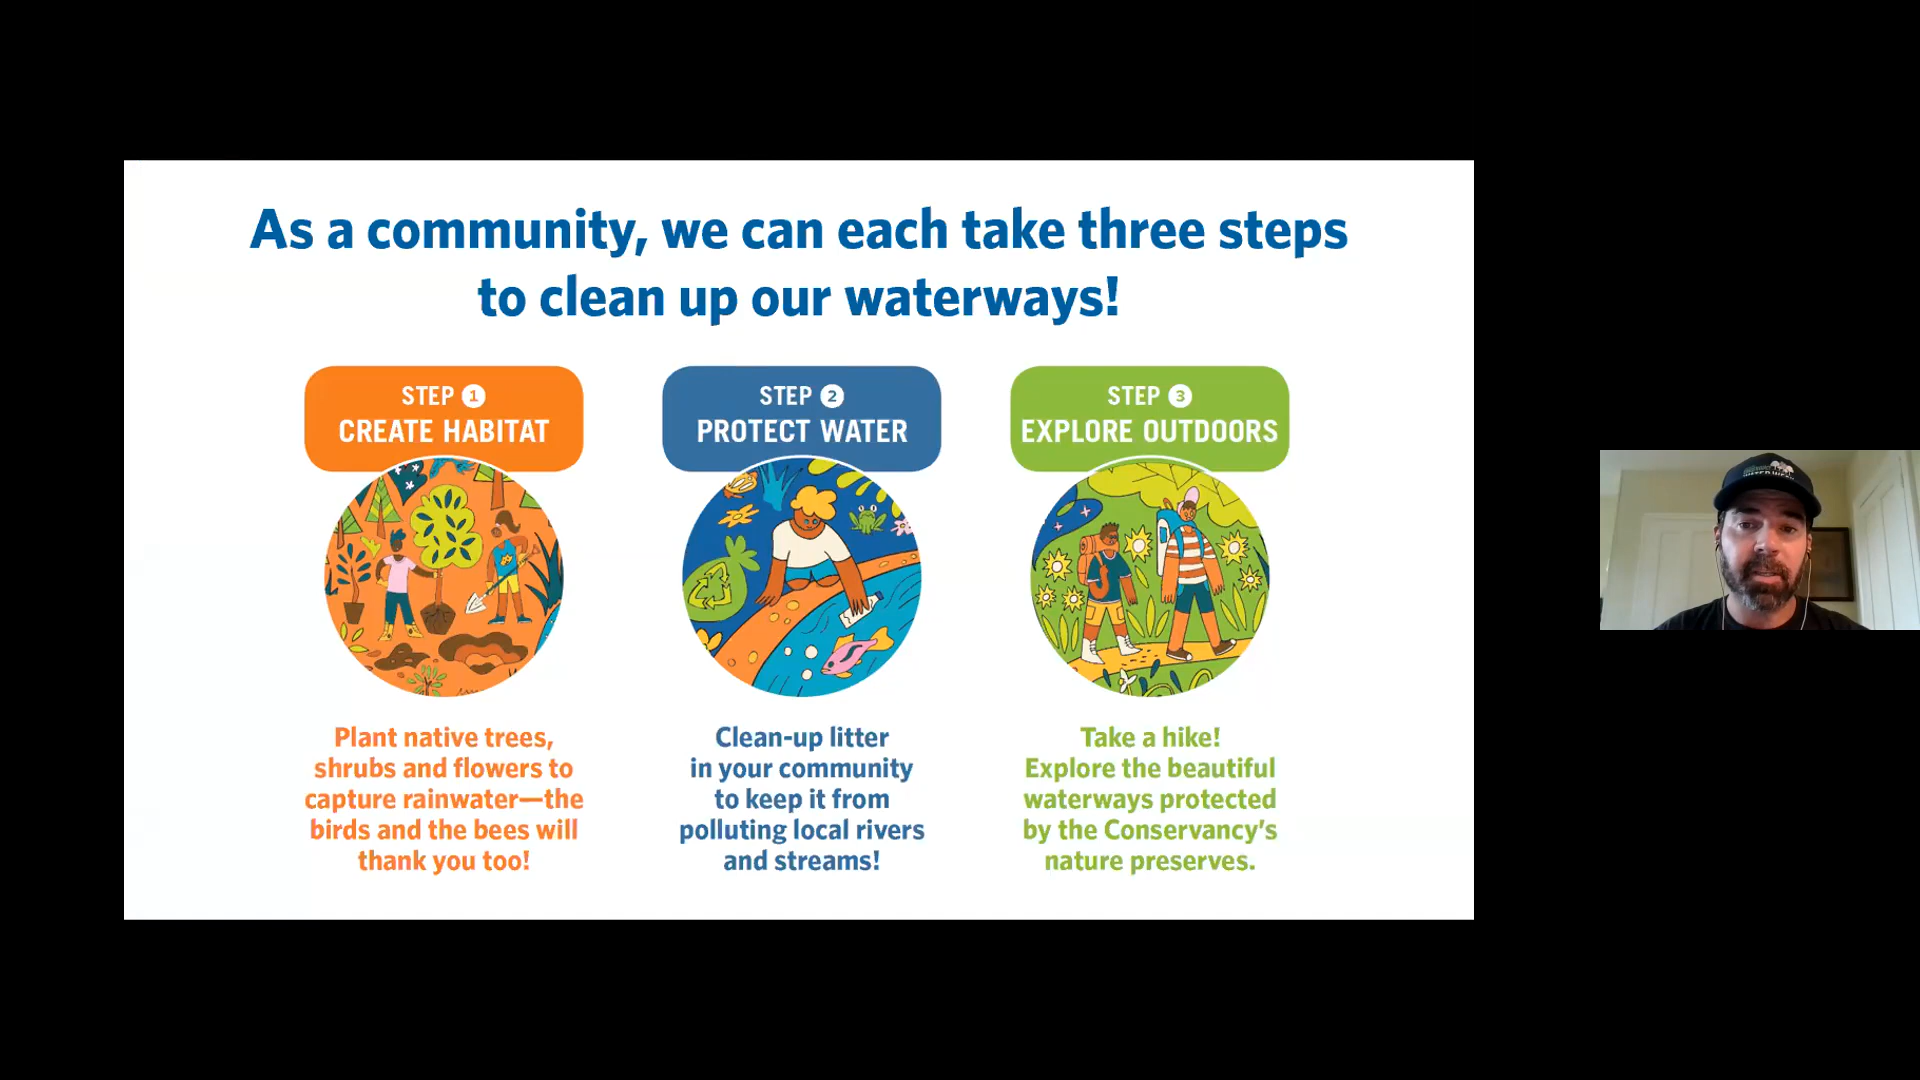 As a community, we can each take three steps
to clean up our waterways!
STEP 1
CREATE HABITAT
STEP 2
PROTECT WATER
STEP 3
EXPLORE OUTDOORS
Plant native trees,
shrubs and flowers to
capture rainwater—the
birds and the bees will
thank you too!
Clean-up litter
in your community
to keep it from
polluting local rivers
and streams!
Take a hike!
Explore the beautiful
waterways protected
by the Conservancy's
nature preserves.